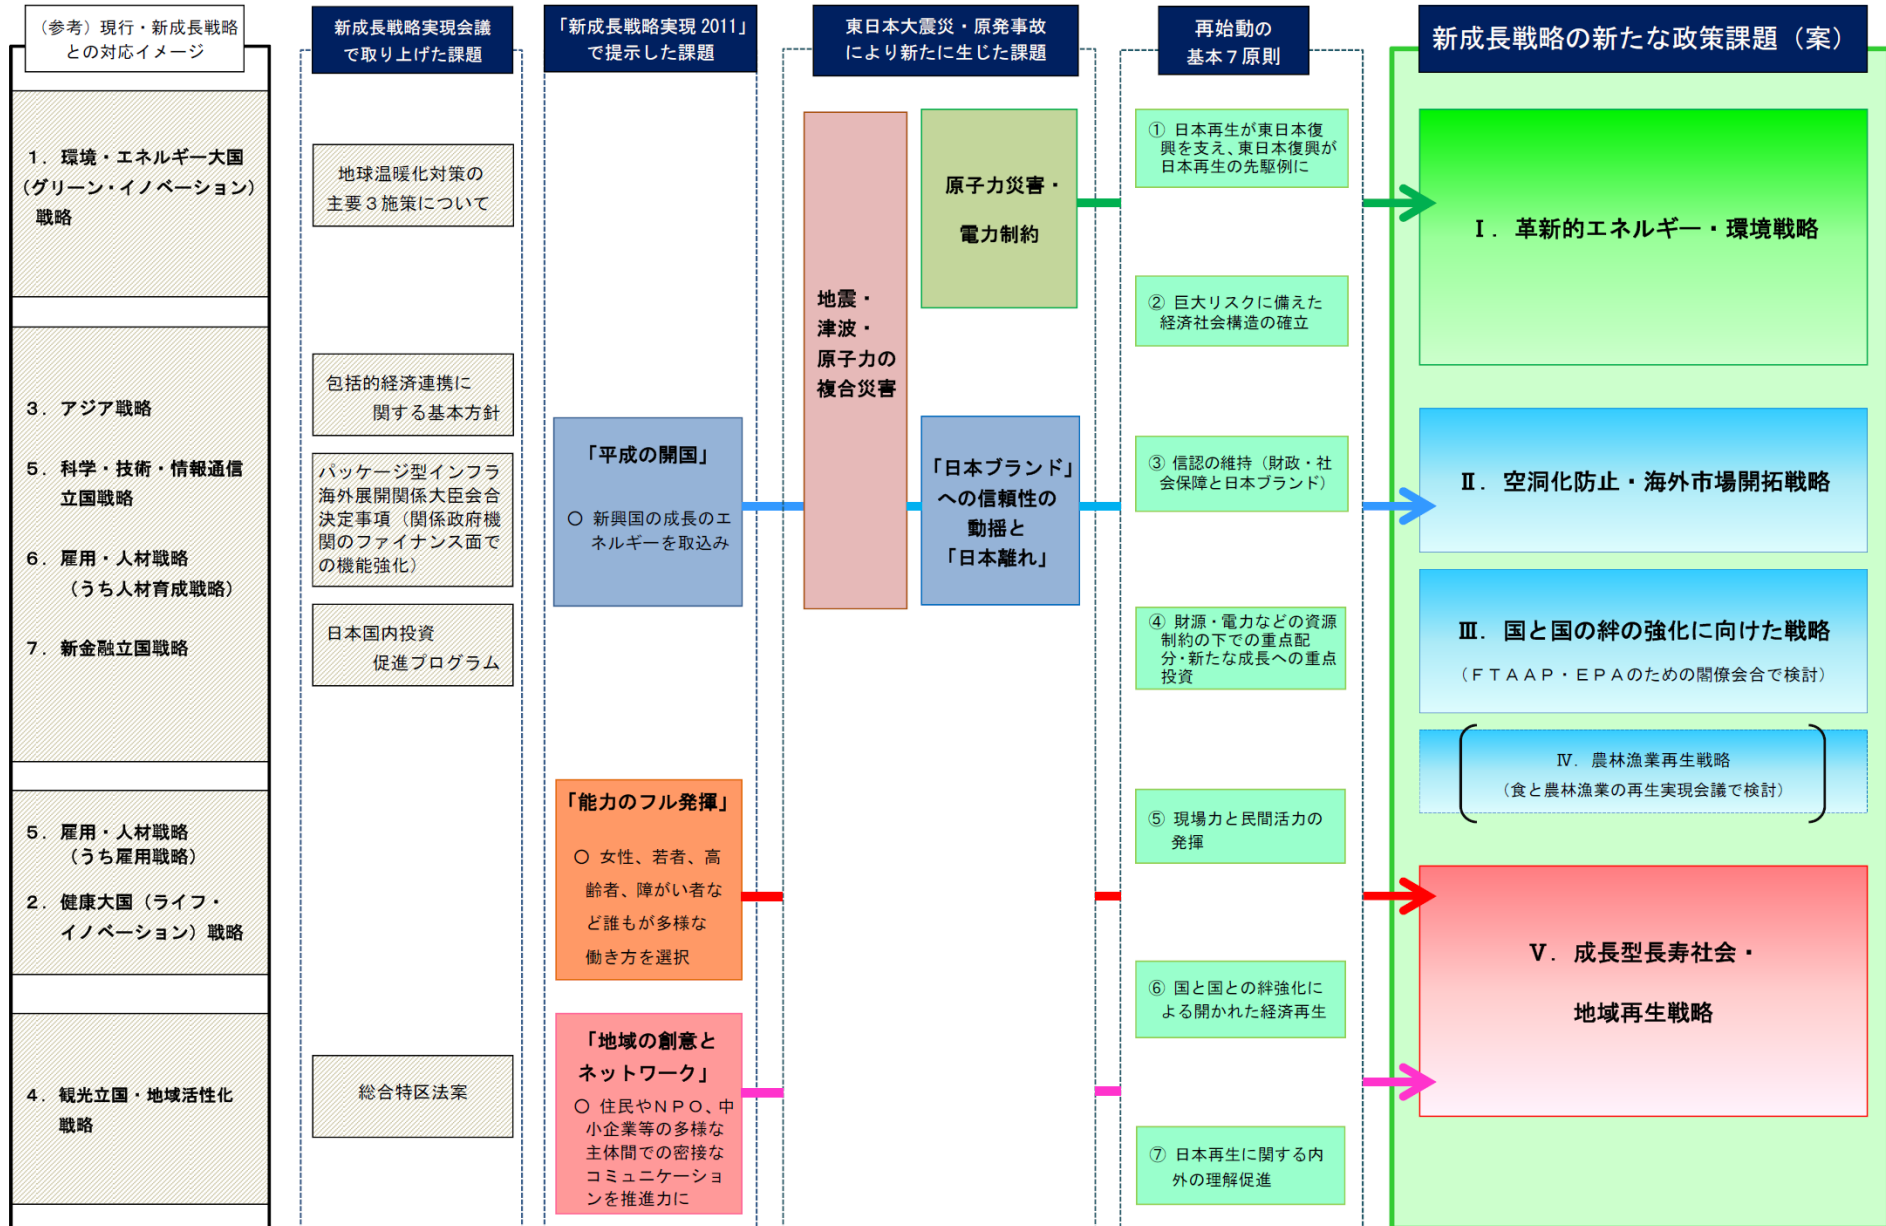 （参考）現行・新成長戦略
との対応イメージ
１．環境・エネルギー大国
（グリーン・イノベーション）
戦略
３．アジア戦略
５．科学・技術・情報通信
立国戦略
６．雇用・人材戦略
（うち人材育成戦略）
７．新金融立国戦略
５．雇用・人材戦略
（うち雇用戦略）
２．健康大国（ライフ・
イノベーション）戦略
４．観光立国・地域活性化
戦略
新成長戦略実現会議
で取り上げた課題
地球温暖化対策の
主要３施策について
包括的経済連携に
関する基本方針
パッケージ型インフラ
海外展開関係大臣会合
決定事項（関係政府機
関のファイナンス面で
の機能強化）
日本国内投資
促進プログラム
総合特区法案
「新成長戦略実現2011」
で提示した課題
「平成の開国」
○ 新興国の成長のエ
ネルギーを取込み
「能力のフル発揮」
○ 女性、若者、高
齢者、障がい者な
ど誰もが多様な
働き方を選択
「地域の創意と
ネットワーク」
○ 住民やＮＰＯ、中
小企業等の多様な
主体間での密接な
コミュニケーショ
ンを推進力に
東日本大震災・原発事故
により新たに生じた課題
地震・
津波・
原子力の
複合災害
原子力災害・
電力制約
「日本ブランド」
への信頼性の
動揺と
「日本離れ」
再始動の
基本７原則
① 日本再生が東日本復
興を支え、東日本復興が
日本再生の先駆例に
② 巨大リスクに備えた
経済社会構造の確立
③ 信認の維持（財政・社
会保障と日本ブランド）
④ 財源・電力などの資源
制約の下での重点配
分・新たな成長への重点
投資
⑤ 現場力と民間活力の
発揮
⑥ 国と国との絆強化に
よる開かれた経済再生
⑦ 日本再生に関する内
外の理解促進
新成長戦略の新たな政策課題（案）
Ⅰ．革新的エネルギー・環境戦略
Ⅱ．空洞化防止・海外市場開拓戦略
Ⅲ．国と国の絆の強化に向けた戦略
（ＦＴＡＡＰ・ＥＰＡのための閣僚会合で検討）
Ⅳ．農林漁業再生戦略
（食と農林漁業の再生実現会議で検討）
Ⅴ．成長型長寿社会・
地域再生戦略